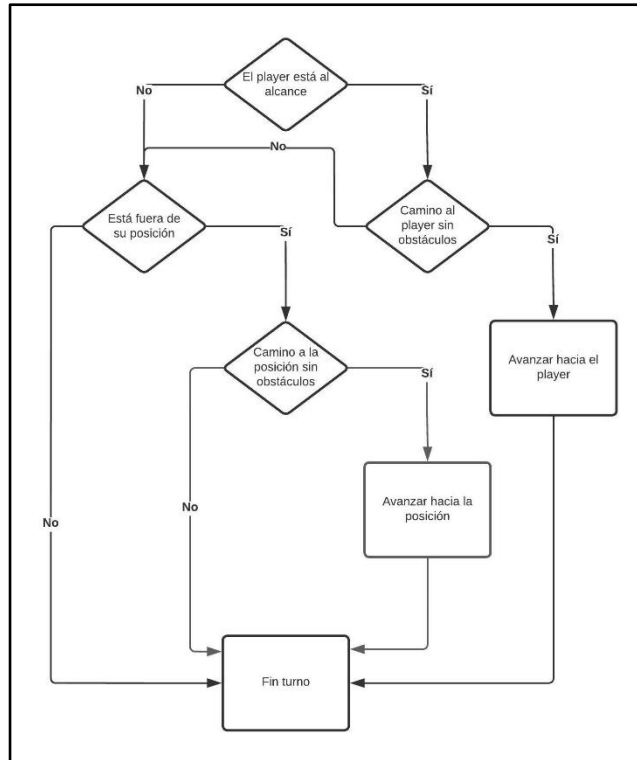 El player está al
alcance
No
Sí
No
Está fuera de
su posición
Camino al
player sin
obstáculos
Sí
Sí
Camino a la
posición sin
obstáculos
Sí
Avanzar hacia el
player
No
No
Avanzar hacia la
posición
Fin turno